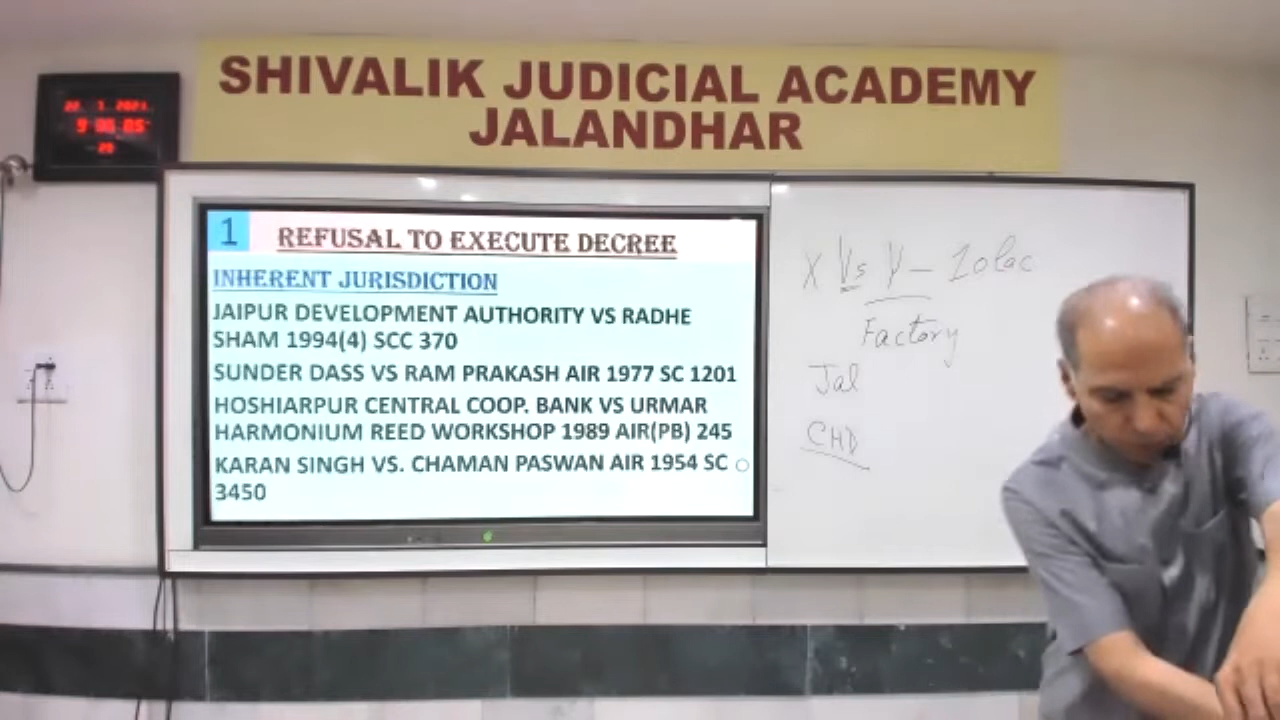 SHIVALIK JUDICIAL ACADEMY
JALANDHAR
1
REFUSAL TO EXECUTE DECREE
INHERENT JURISDICTION
JAIPUR DEVELOPMENT AUTHORITY VS RADHE
SHAM 1994(4) SCC 370
SUNDER DASS VS RAM PRAKASH AIR 1977 SC 1201
HOSHIARPUR CENTRAL COOP. BANK VS URMAR
HARMONIUM REED WORKSHOP 1989 AIR(PB) 245
KARAN SINGH VS. CHAMAN PASWAN AIR 1954 SC
3450
X Vs Y - 10 lac
Factory
Jal
CHD